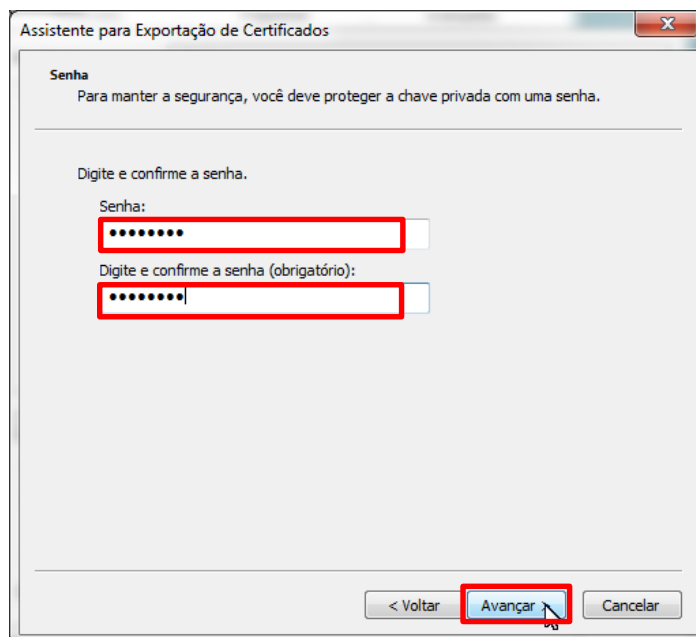 Assistente para Exportação de Certificados
Senha
Para manter a segurança, você deve proteger a chave privada com uma senha.
Digite e confirme a senha.
Senha:
●●●●●●●●
Digite e confirme a senha (obrigatório):
●●●●●●●●
< Voltar Avançar > Cancelar